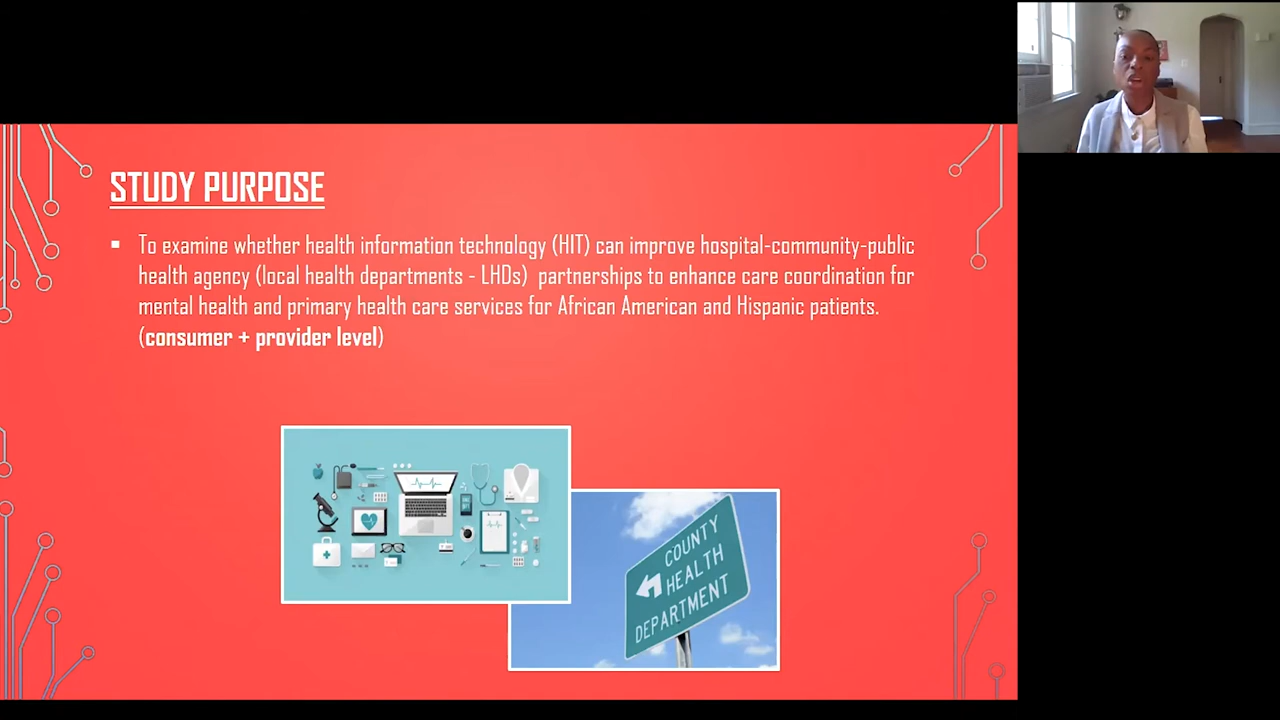 STUDY PURPOSE
▪ To examine whether health information technology (HIT) can improve hospital-community-public
health agency (local health departments - LHDs) partnerships to enhance care coordination for
mental health and primary health care services for African American and Hispanic patients.
(consumer + provider level)
COUNTY
HEALTH
DEPARTMENT